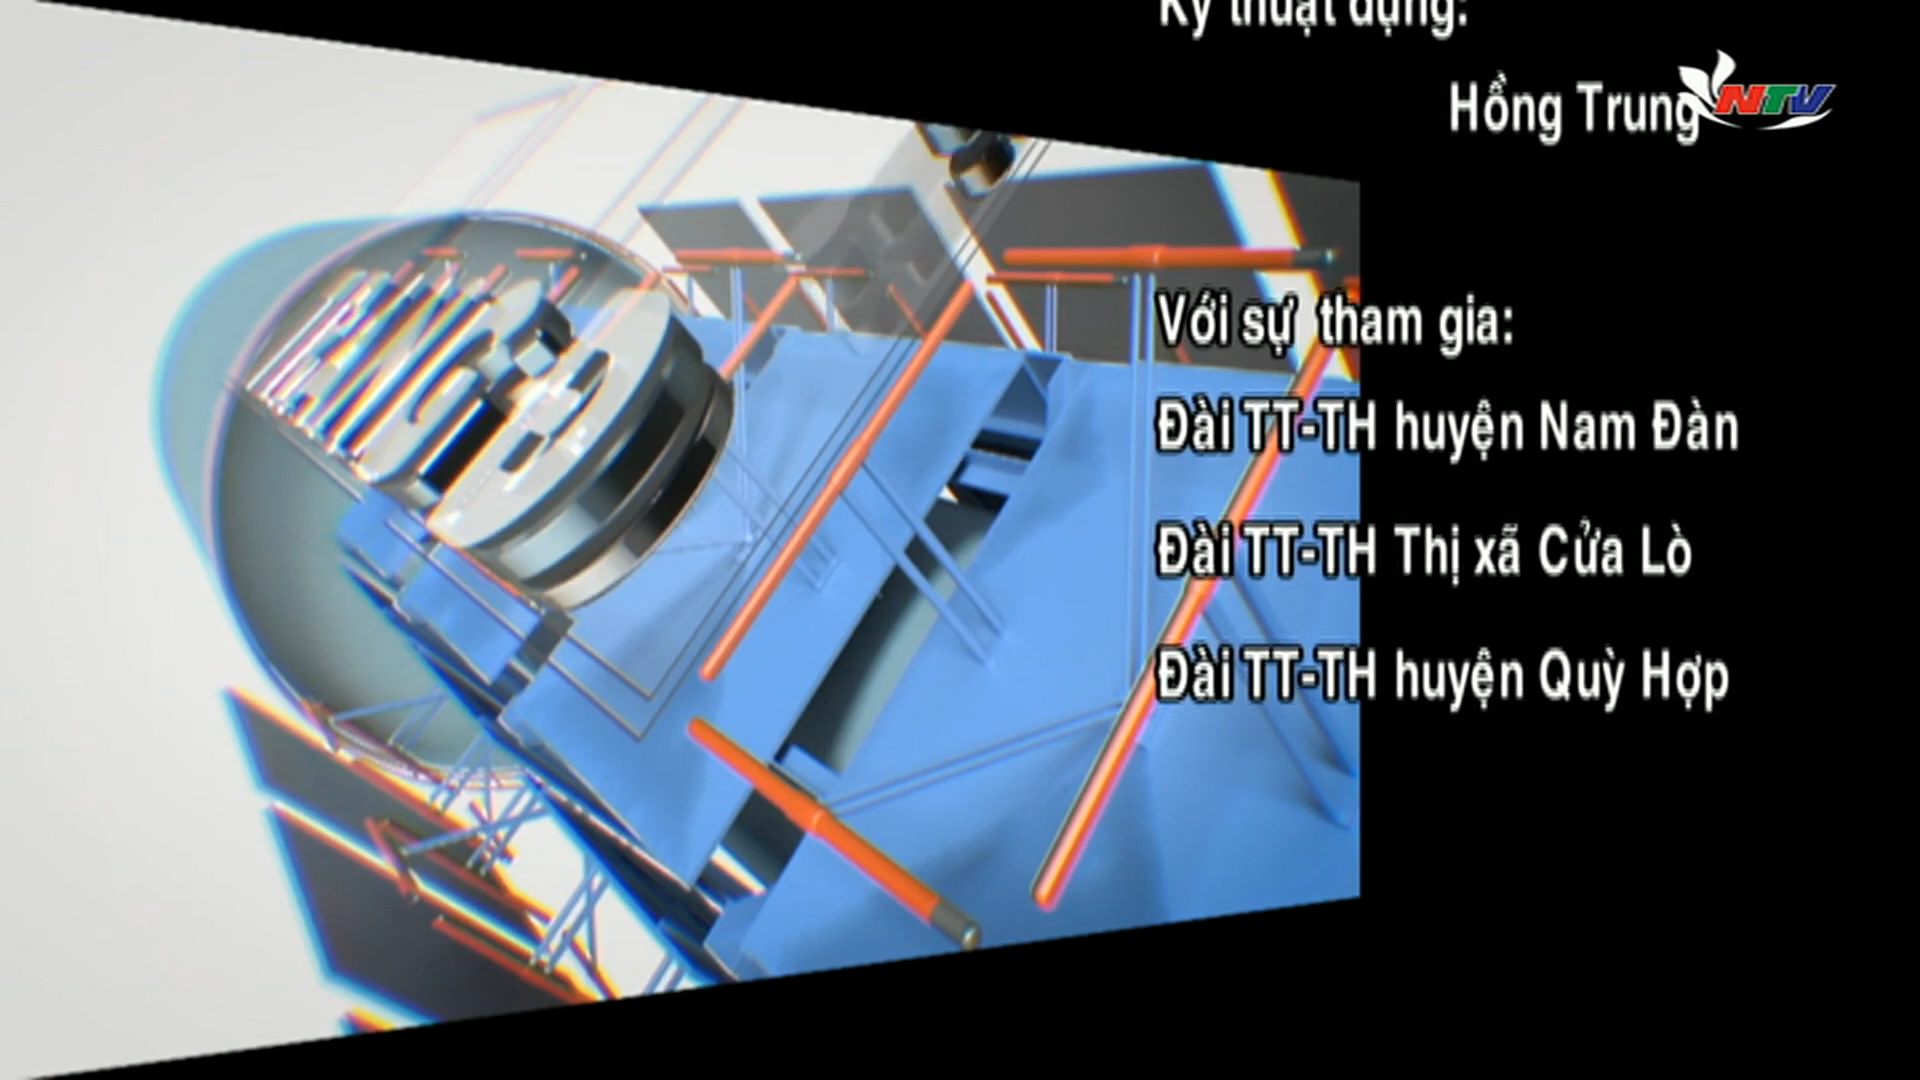 Kỹ thuật dựng:
Hồng Trung
NTV
Với sự tham gia:
Đài TT-TH huyện Nam Đàn
Đài TT-TH Thị xã Cửa Lò
Đài TT-TH huyện Quỳ Hợp